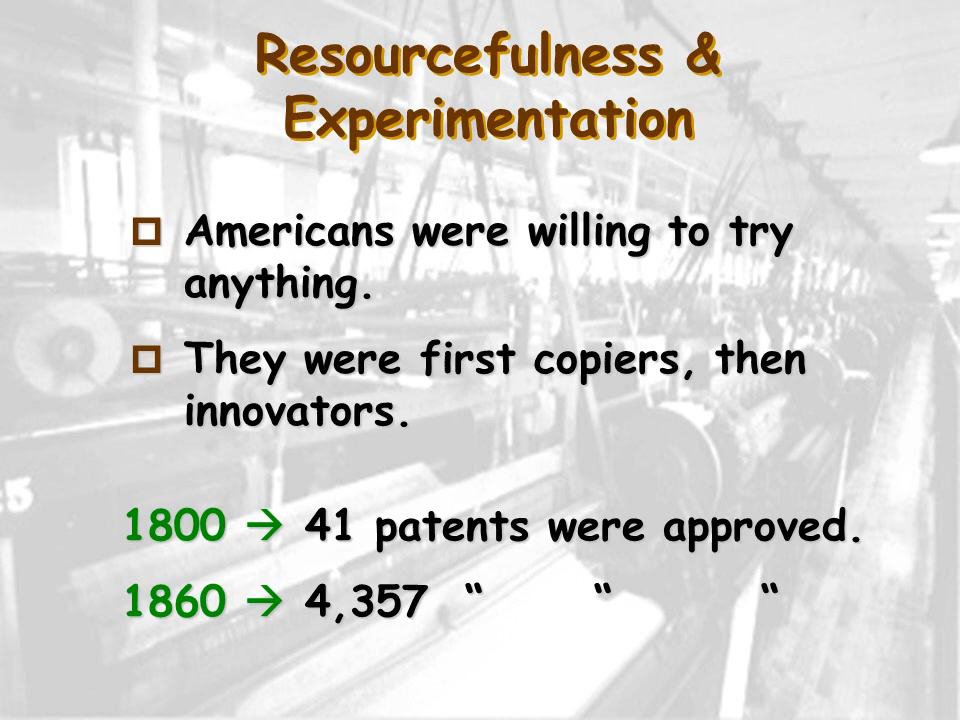 Resourcefulness &
Experimentation
Americans were willing to try
anything.
They were first copiers, then
innovators.
1800 → 41 patents were approved.
1860 → 4,357 “ “ “
5